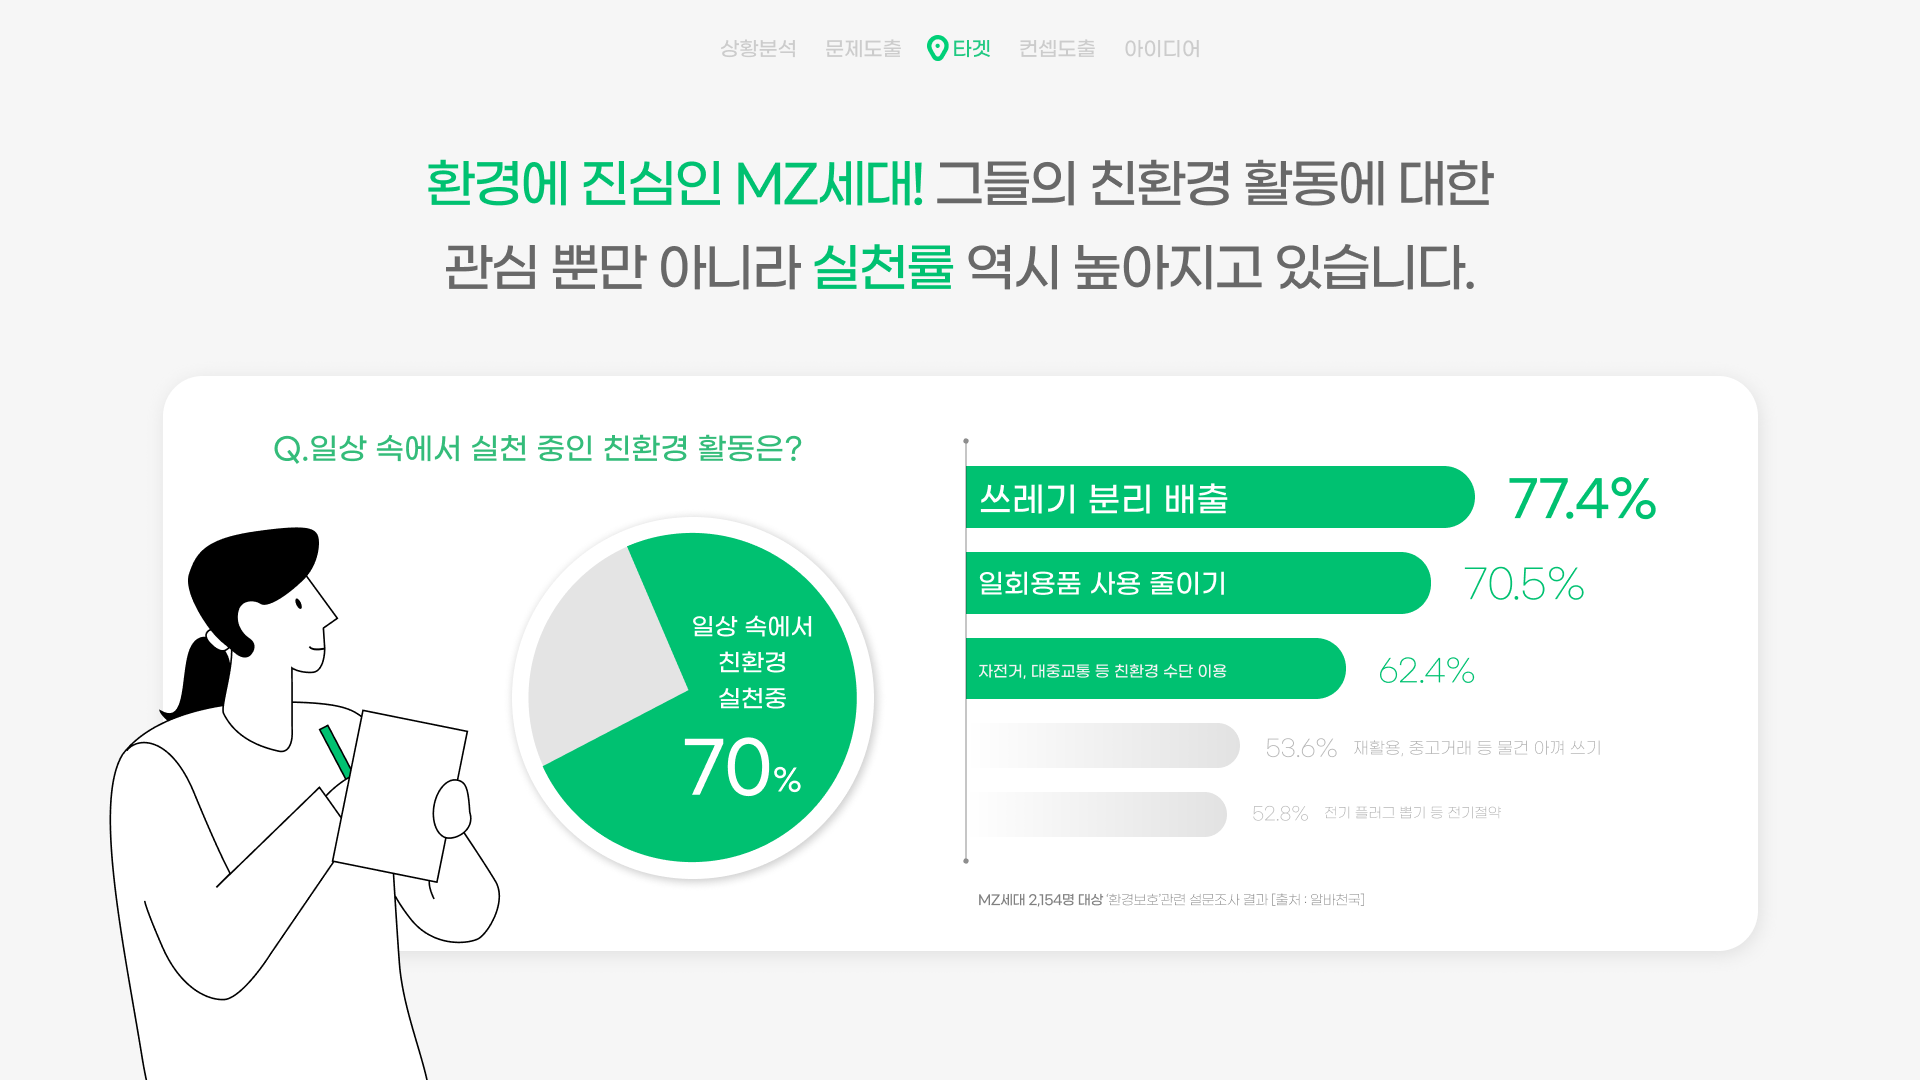 상황분석 문제도출 타겟 컨셉도출 아이디어
환경에 진심인 MZ세대! 그들의 친환경 활동에 대한
관심 뿐만 아니라 실천률 역시 높아지고 있습니다.
Q.일상 속에서 실천 중인 친환경 활동은?
일상 속에서
친환경
실천중
70%
쓰레기 분리 배출 77.4%
일회용품 사용 줄이기 70.5%
자전거, 대중교통 등 친환경 수단 이용 62.4%
53.6% 재활용, 중고거래 등 물건 아껴 쓰기
52.8% 전기 플러그 뽑기 등 전기절약
MZ세대 2,154명 대상 '환경보호'관련 설문조사 결과 [출처 : 알바천국]